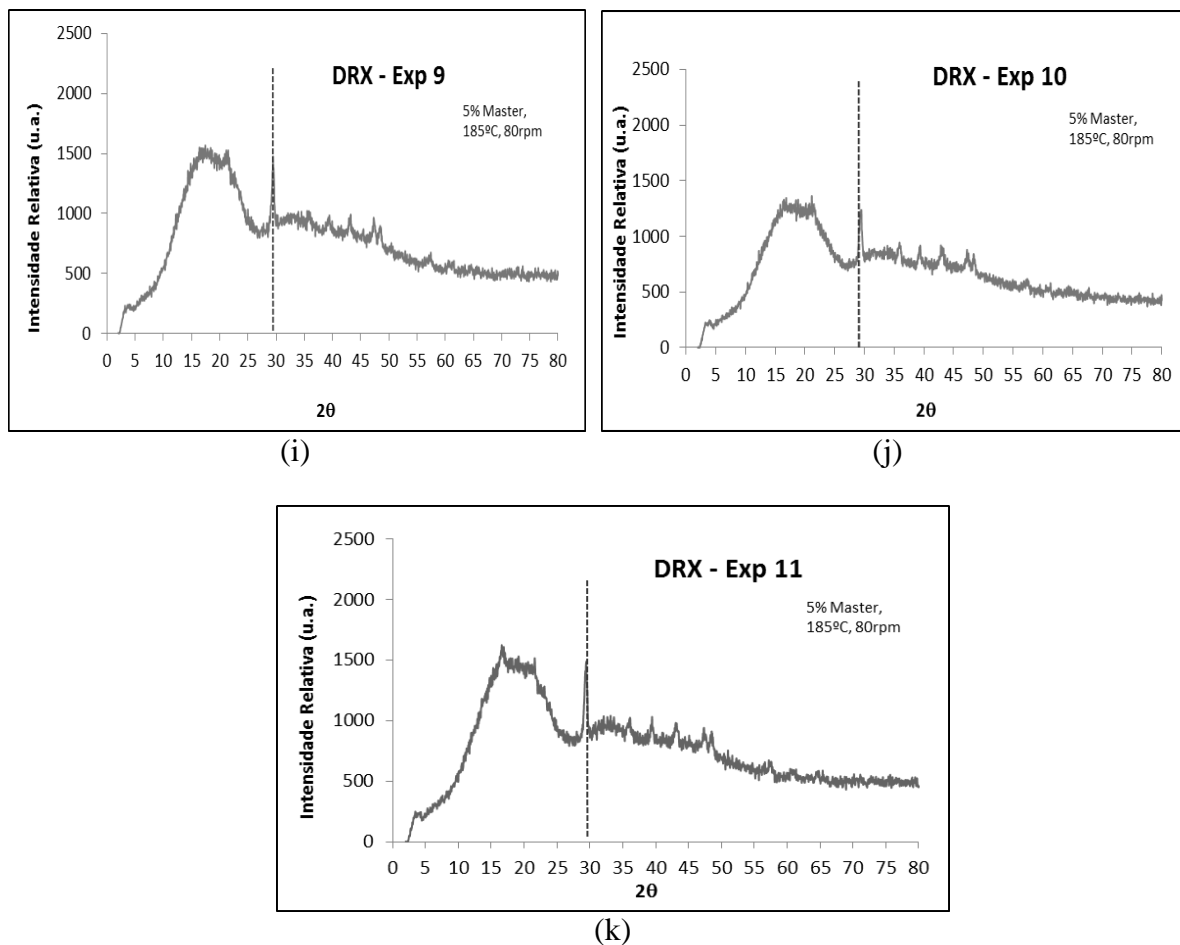 2500
2000
1500
1000
500
0
Intensidade Relativa (u.a.)
DRX - Exp 9
5% Master,
185ºC, 80rpm
0 5 10 15 20 25 30 35 40 45 50 55 60 65 70 75 80
2θ
(i)
2500
2000
1500
1000
500
0
Intensidade Relativa (u.a.)
DRX - Exp 10
5% Master,
185ºC, 80rpm
0 5 10 15 20 25 30 35 40 45 50 55 60 65 70 75 80
2θ
(j)
2500
2000
1500
1000
500
0
Intensidade Relativa (u.a.)
DRX - Exp 11
5% Master,
185ºC, 80rpm
0 5 10 15 20 25 30 35 40 45 50 55 60 65 70 75 80
2θ
(k)